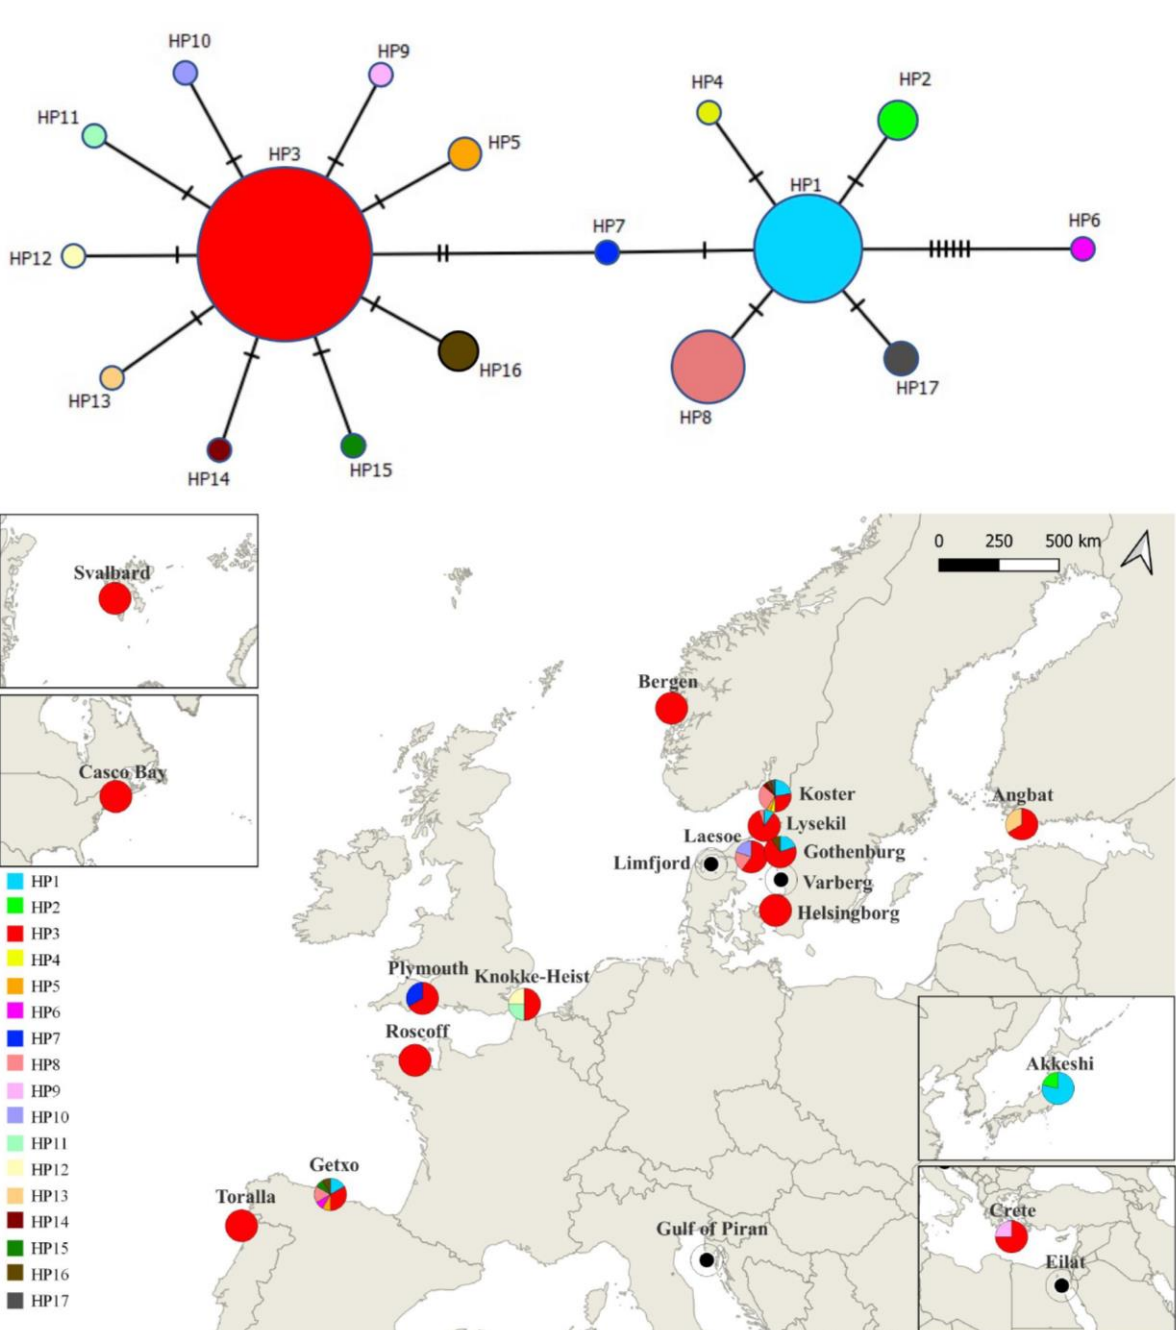 HP10
HP9
HP4
HP2
HP11
HP5
HP3
HP1
HP7
HP6
HP12
HP16
HP17
HP13
HP8
HP15
HP14
0 250 500 km
Svalbard
Bergen
Casco Bay
Koster
Angbat
Lysekil
Laesoe
Gothenburg
Limfjord
Varberg
Helsingborg
HP1
HP2
HP3
HP4
HP5
HP6
HP7
HP8
HP9
HP10
HP11
HP12
HP13
HP14
HP15
HP16
HP17
Plymouth
Knokke-Heist
Roscoff
Akkeshi
Getxo
Toralla
Gulf of Piran
Crete
Eilat